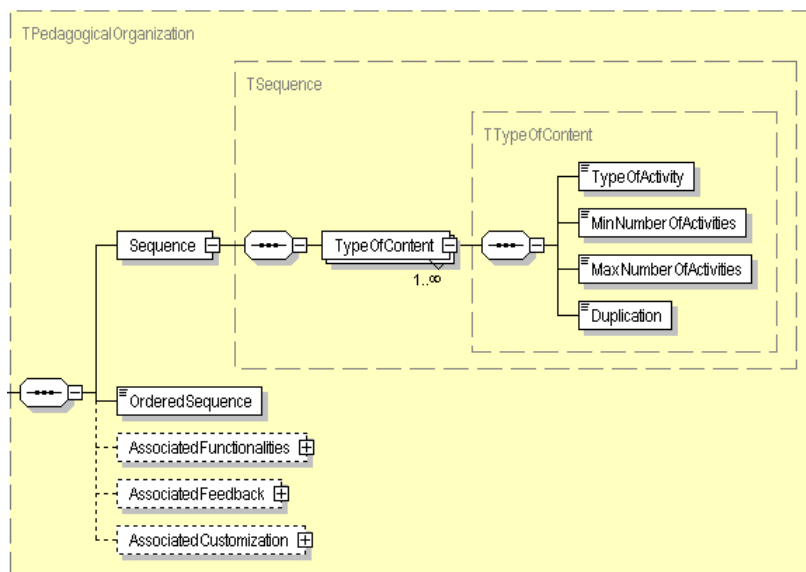 TPedagogicalOrganization
TSequence
TTypeOfContent
TypeOfActivity
MinNumberOfActivities
Sequence
TypeOfContent
MaxNumberOfActivities
1..∞
Duplication
OrderedSequence
AssociatedFunctionalities
AssociatedFeedback
AssociatedCustomization